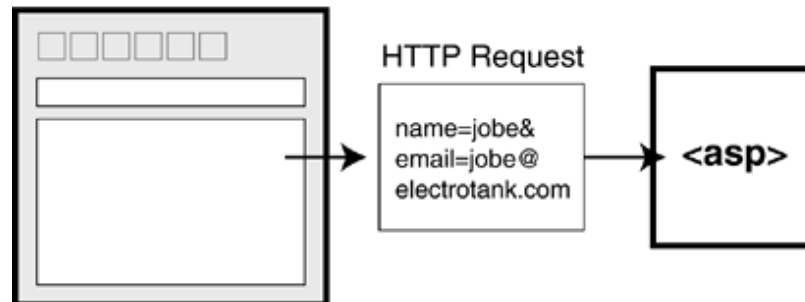 HTTP Request
name=jobe&
email=jobe@
electrotank.com
<asp>